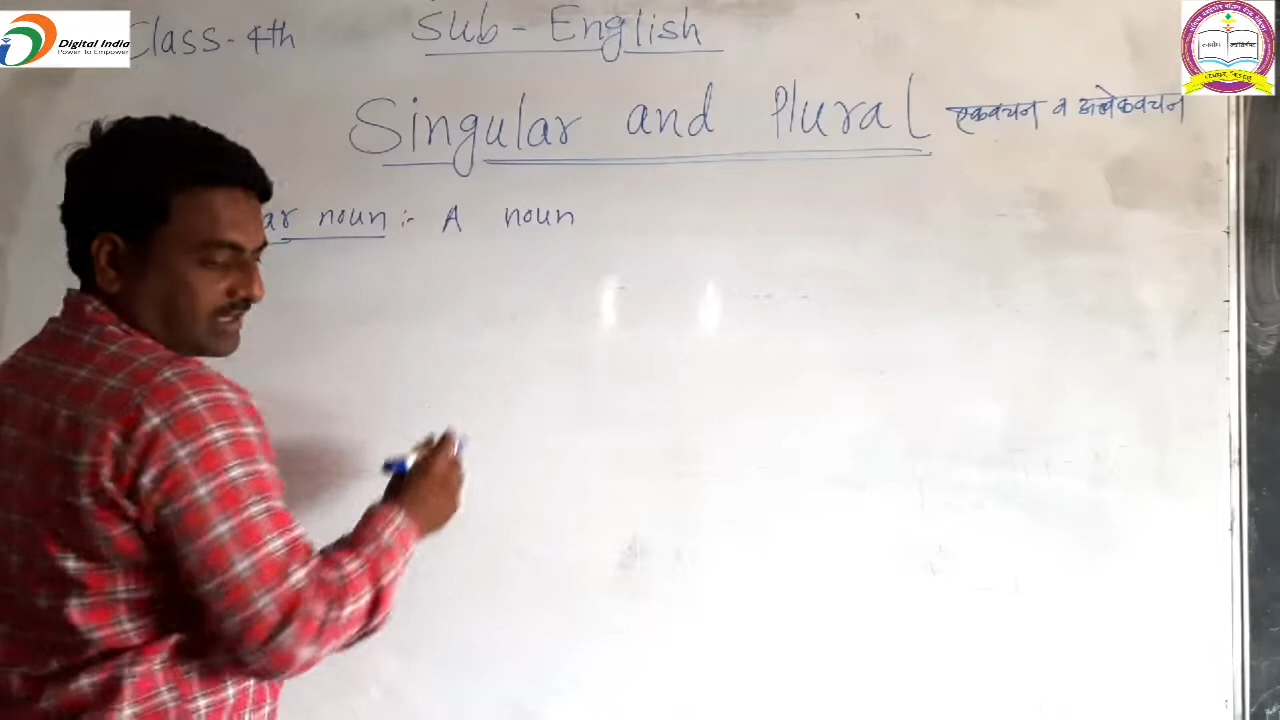 Digital India
Power To Empower
Class-4th
Sub - English
Singular and Plural एकवचन व अनेकवचन
ar noun :- A noun